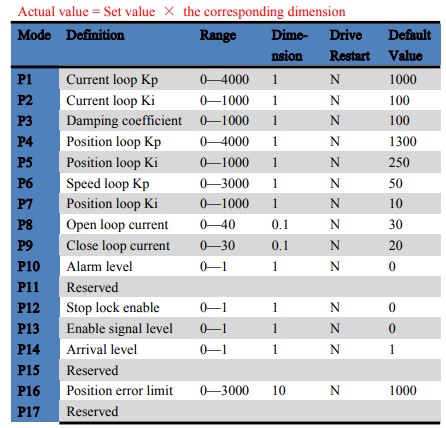 Actual value = Set value × the corresponding dimension
Mode Definition Range Dime- Drive Default
nsion Restart Value
P1 Current loop Kp 0—4000 1 N 1000
P2 Current loop Ki 0—1000 1 N 100
P3 Damping coefficient 0—1000 1 N 100
P4 Position loop Kp 0—4000 1 N 1300
P5 Position loop Ki 0—1000 1 N 250
P6 Speed loop Kp 0—3000 1 N 50
P7 Position loop Ki 0—1000 1 N 10
P8 Open loop current 0—40 0.1 N 30
P9 Close loop current 0—30 0.1 N 20
P10 Alarm level 0—1 1 N 0
P11 Reserved
P12 Stop lock enable 0—1 1 N 0
P13 Enable signal level 0—1 1 N 0
P14 Arrival level 0—1 1 N 1
P15 Reserved
P16 Position error limit 0—3000 10 N 1000
P17 Reserved